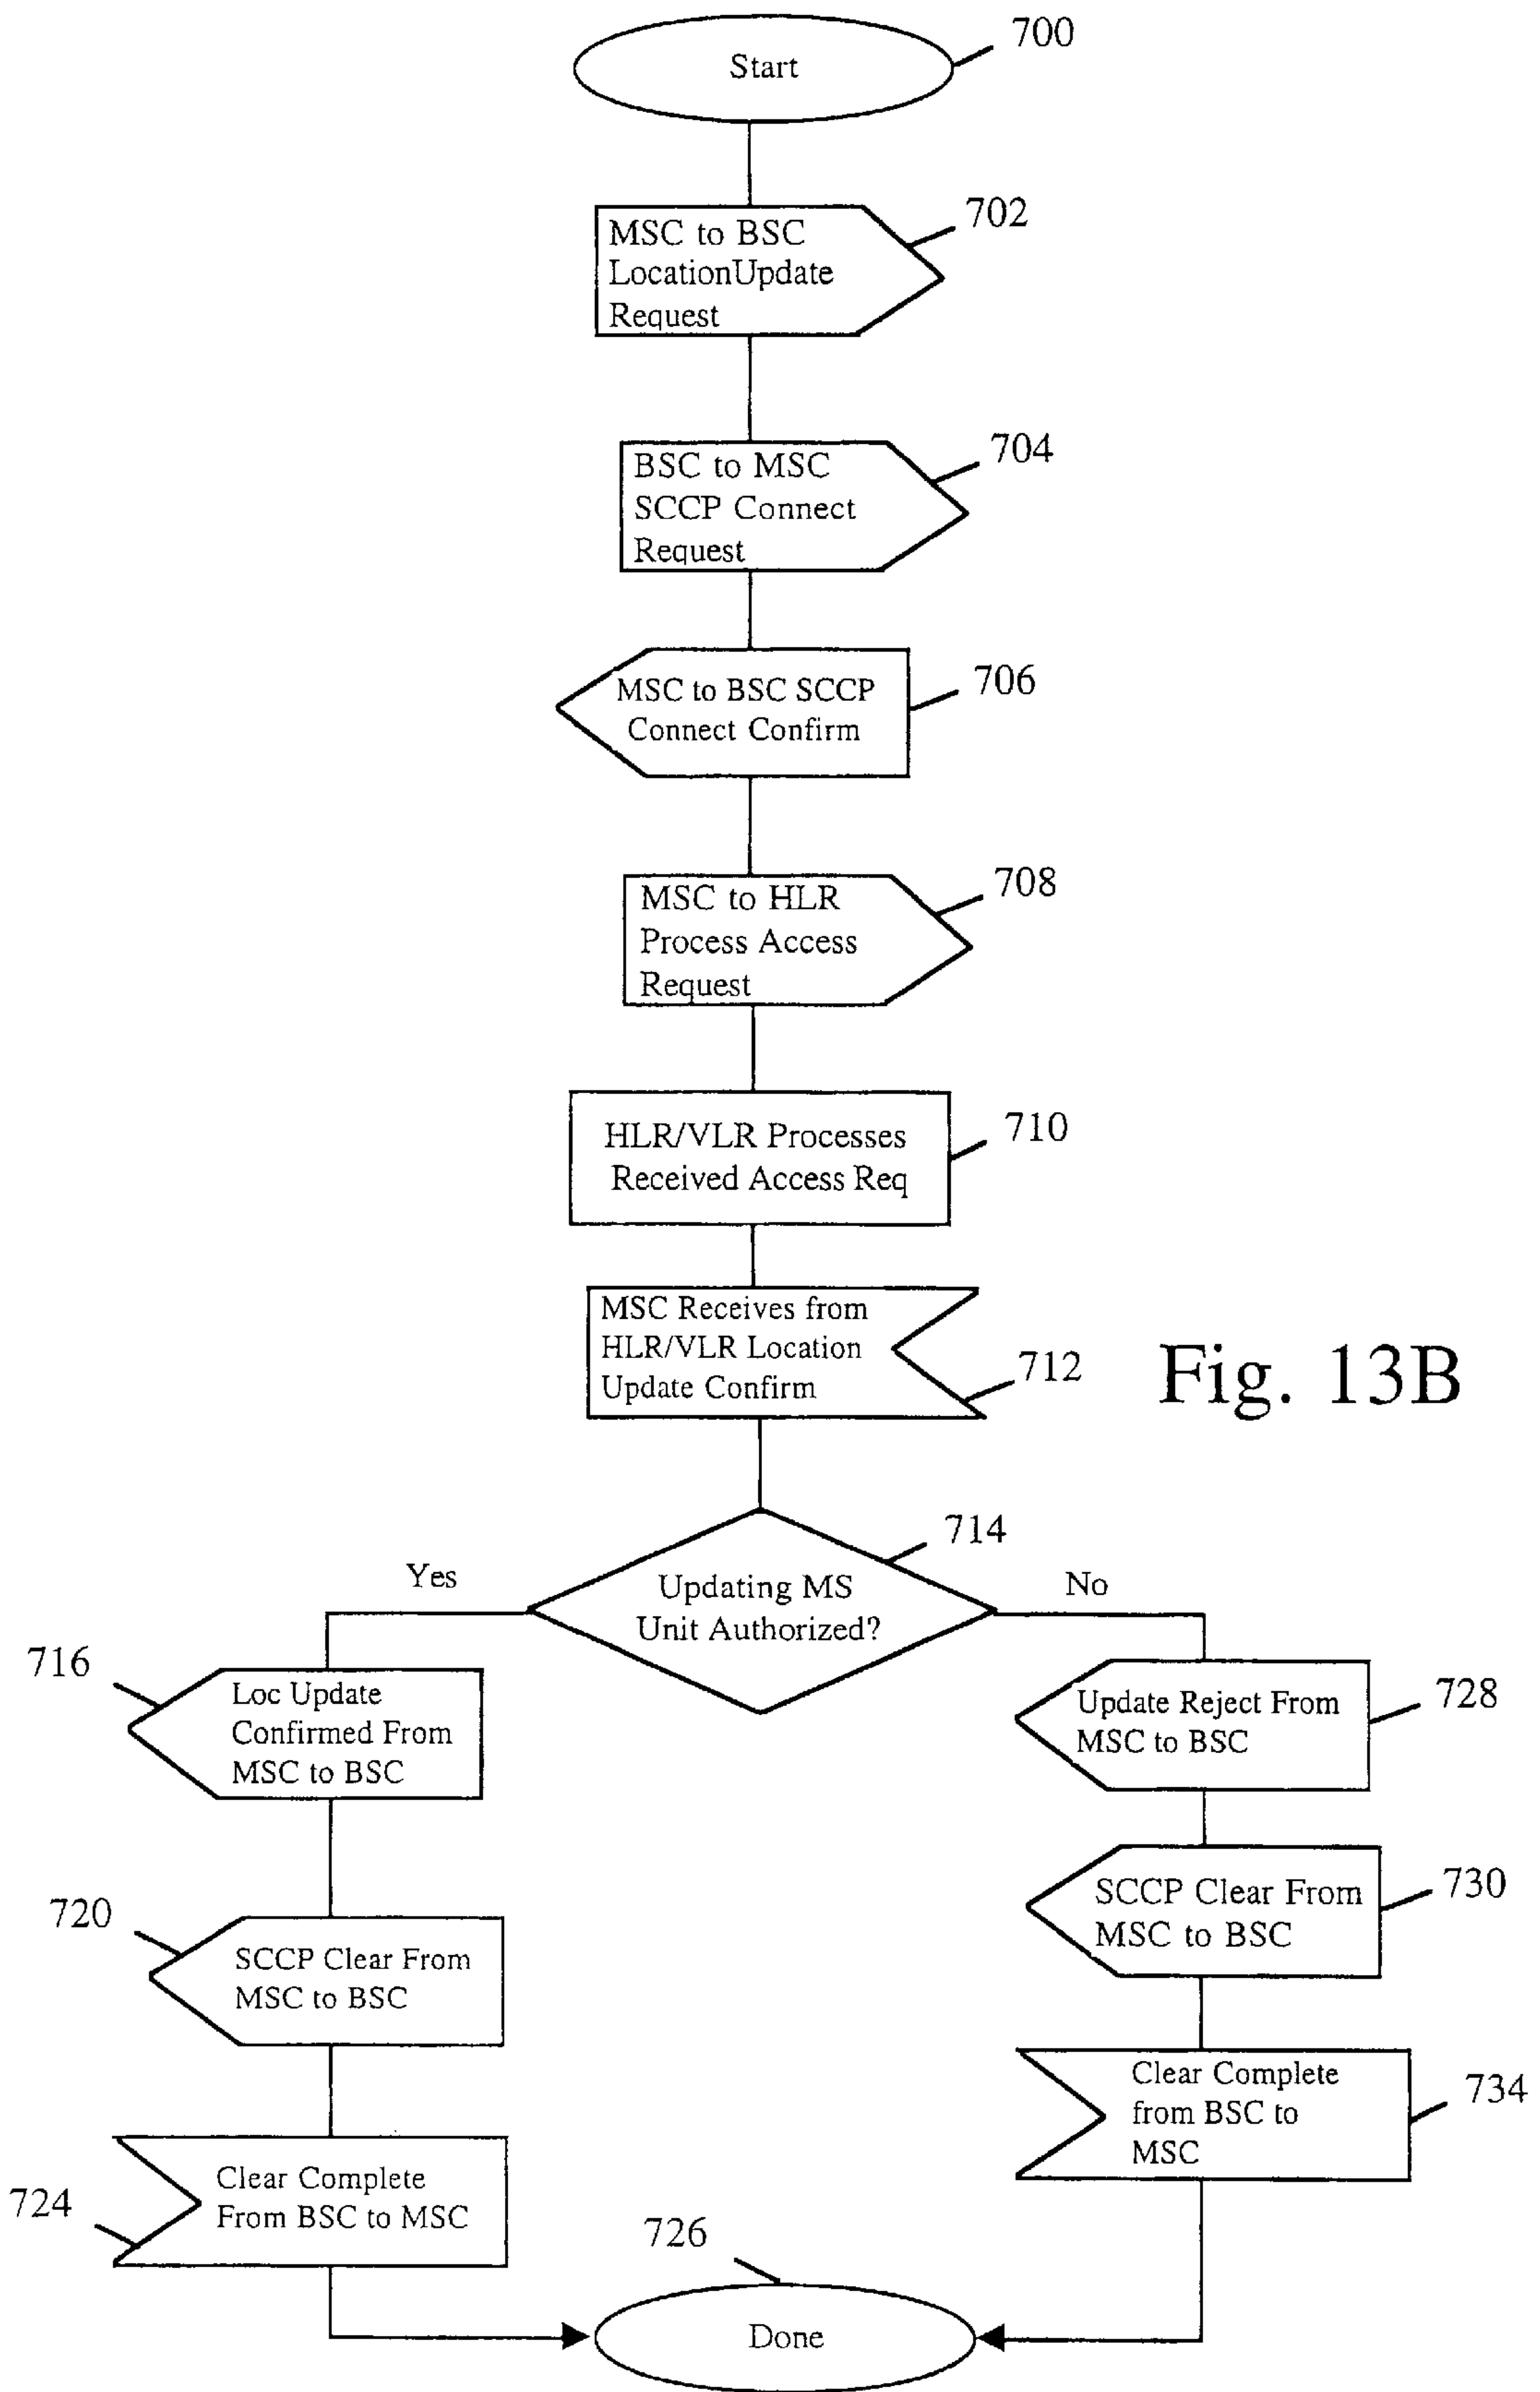 700
Start
702
MSC to BSC
LocationUpdate
Request
704
BSC to MSC
SCCP Connect
Request
706
MSC to BSC SCCP
Connect Confirm
708
MSC to HLR
Process Access
Request
710
HLR/VLR Processes
Received Access Req
MSC Receives from
HLR/VLR Location
Update Confirm
712
Fig. 13B
714
Updating MS
Unit Authorized?
Yes
No
716
Loc Update
Confirmed From
MSC to BSC
728
Update Reject From
MSC to BSC
720
SCCP Clear From
MSC to BSC
730
SCCP Clear From
MSC to BSC
734
Clear Complete
from BSC to
MSC
724
Clear Complete
From BSC to MSC
726
Done